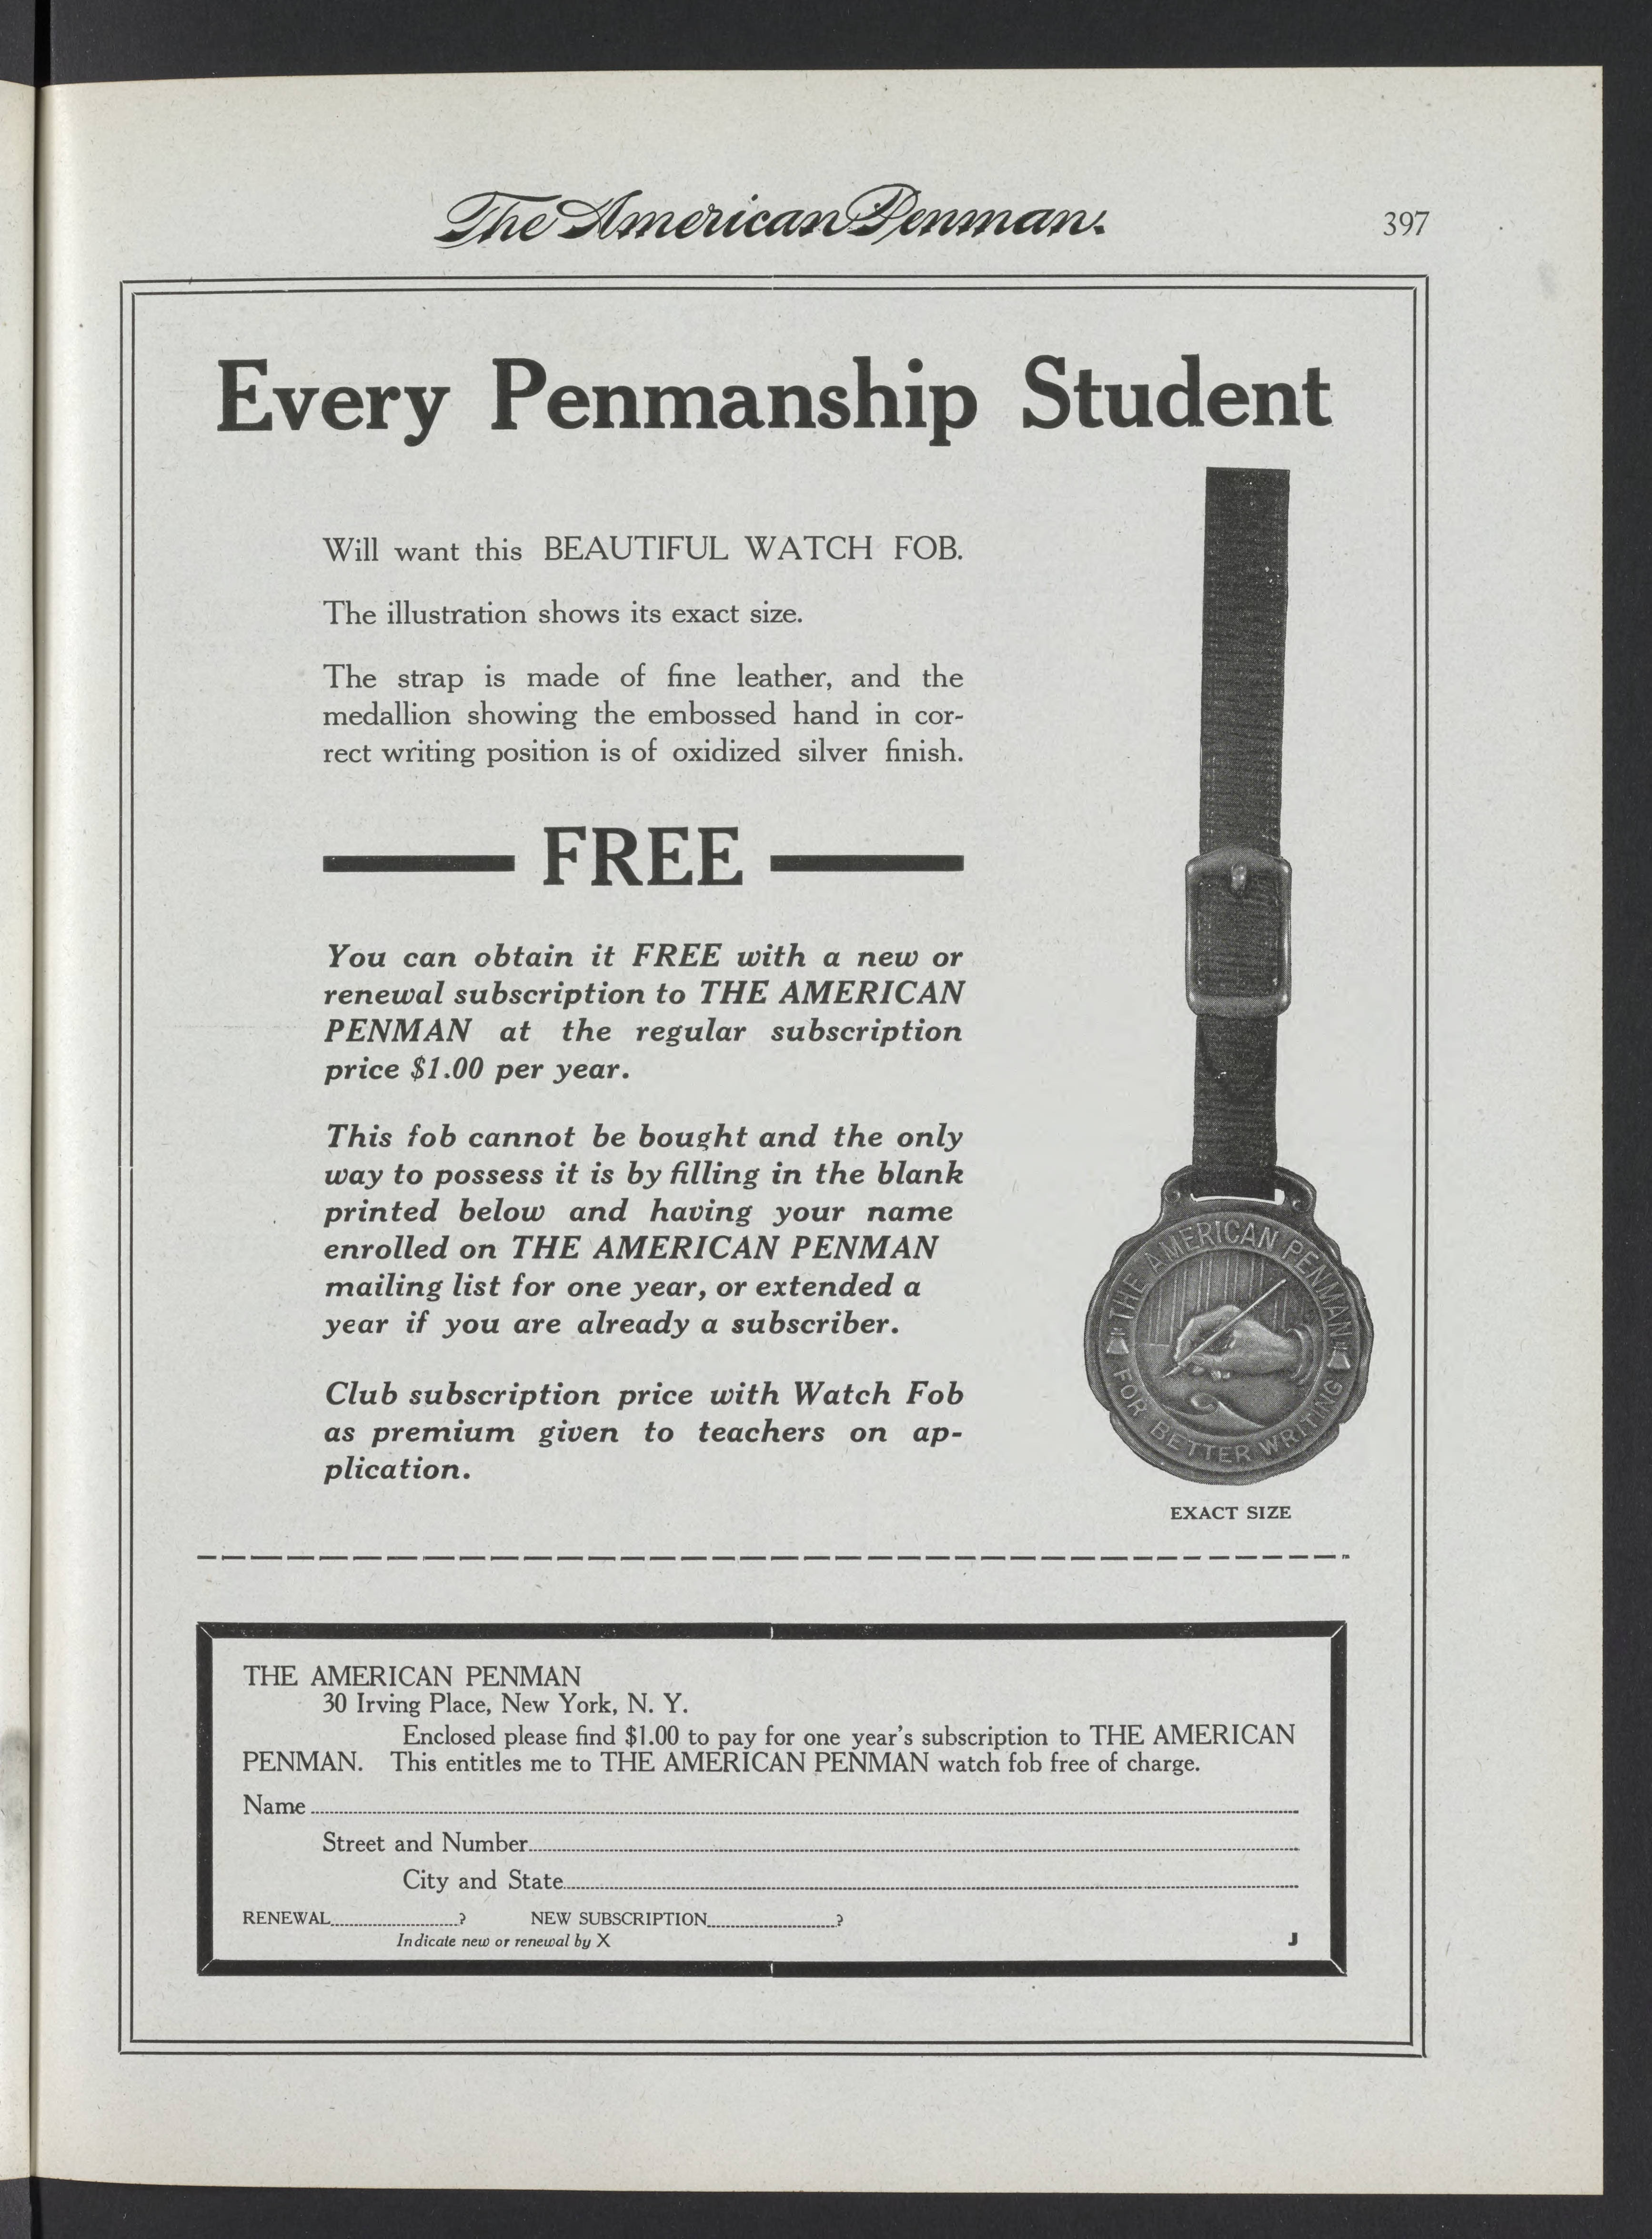 The American Penman.
397
Every Penmanship Student
Will want this BEAUTIFUL WATCH FOB.
The illustration shows its exact size.
The strap is made of fine leather, and the
medallion showing the embossed hand in cor-
rect writing position is of oxidized silver finish.
FREE
You can obtain it FREE with a new or
renewal subscription to THE AMERICAN
PENMAN at the regular subscription
price $1.00 per year.
This fob cannot be bought and the only
way to possess it is by filling in the blank
printed below and having your name
enrolled on THE AMERICAN PENMAN
mailing list for one year, or extended a
year if you are already a subscriber.
Club subscription price with Watch Fob
as premium given to teachers on ap-
plication.
THE AMERICAN PENMAN
FOR BETTER WRITING
EXACT SIZE
THE AMERICAN PENMAN
30 Irving Place, New York, N. Y.
Enclosed please find $1.00 to pay for one year's subscription to THE AMERICAN
PENMAN. This entitles me to THE AMERICAN PENMAN watch fob free of charge.
Name
Street and Number
City and State
RENEWAL ? NEW SUBSCRIPTION ?
Indicate new or renewal by X
J